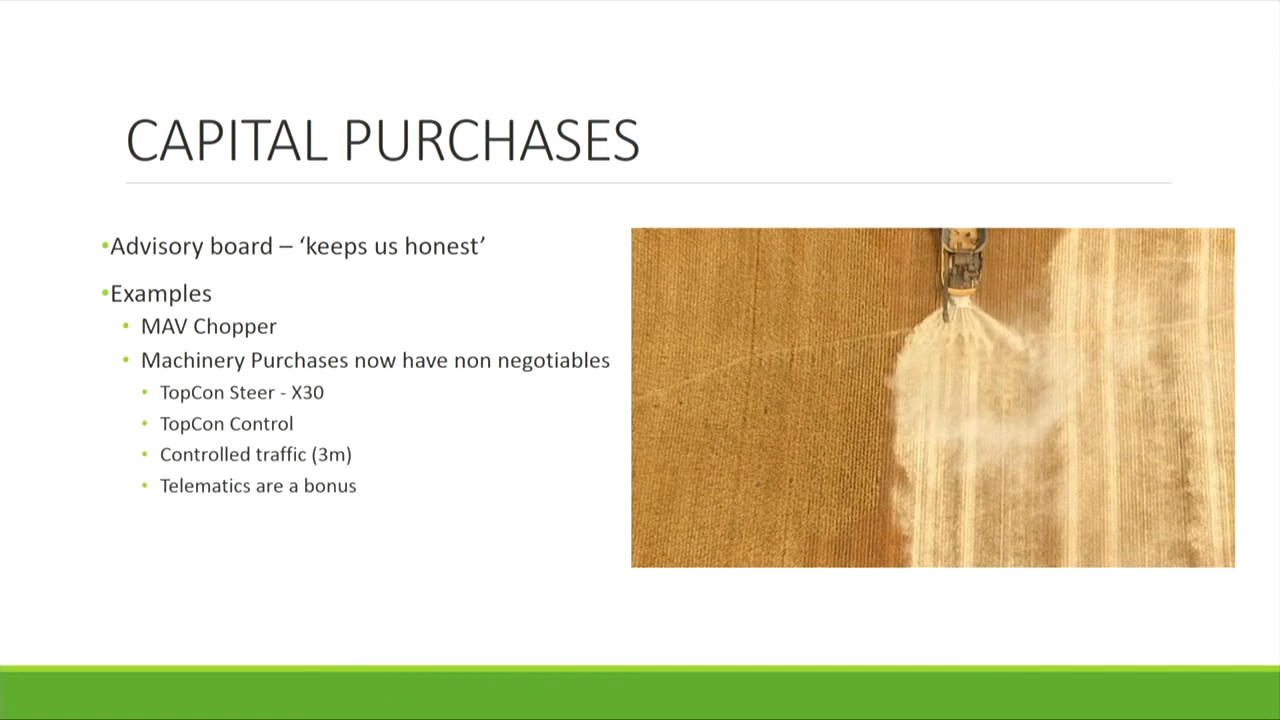 CAPITAL PURCHASES
•Advisory board – ‘keeps us honest’
•Examples
• MAV Chopper
• Machinery Purchases now have non negotiables
• TopCon Steer - X30
• TopCon Control
• Controlled traffic (3m)
• Telematics are a bonus